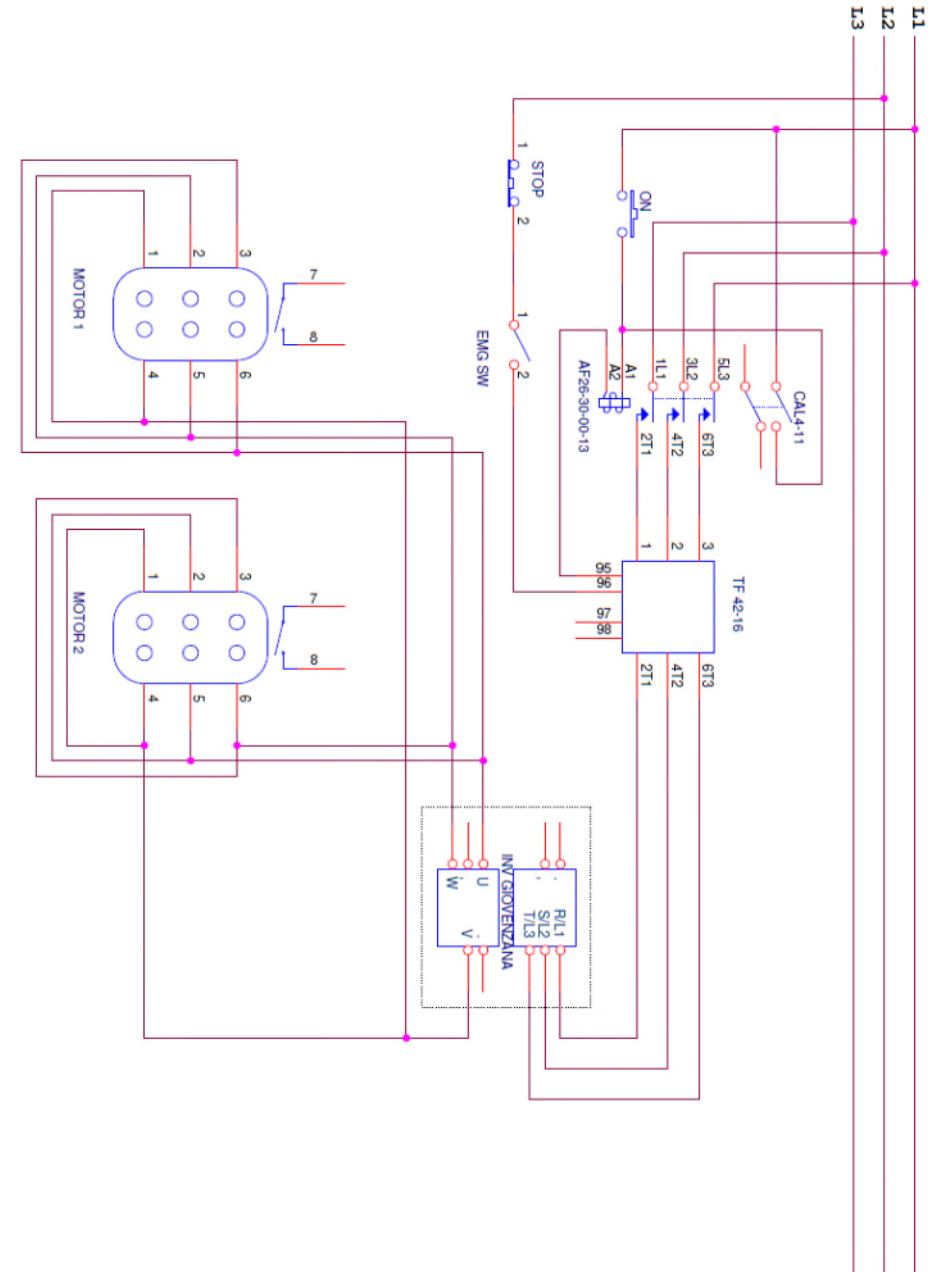 L1
L2
L3
CAL4-11
TF 42-16
5L3 6T3 3 6T3
3L2 4T2 2 4T2
1L1 2T1 1 2T1
ON
A1
A2
95
96
97
98
AF26-30-00-13
STOP
1 2
1 2
EMG SW
R/L1
S/L2
T/L3
INV GIOVENZANA
U
V
W
7 8
3 6
2 5
1 4
MOTOR 1
7 8
3 6
2 5
1 4
MOTOR 2